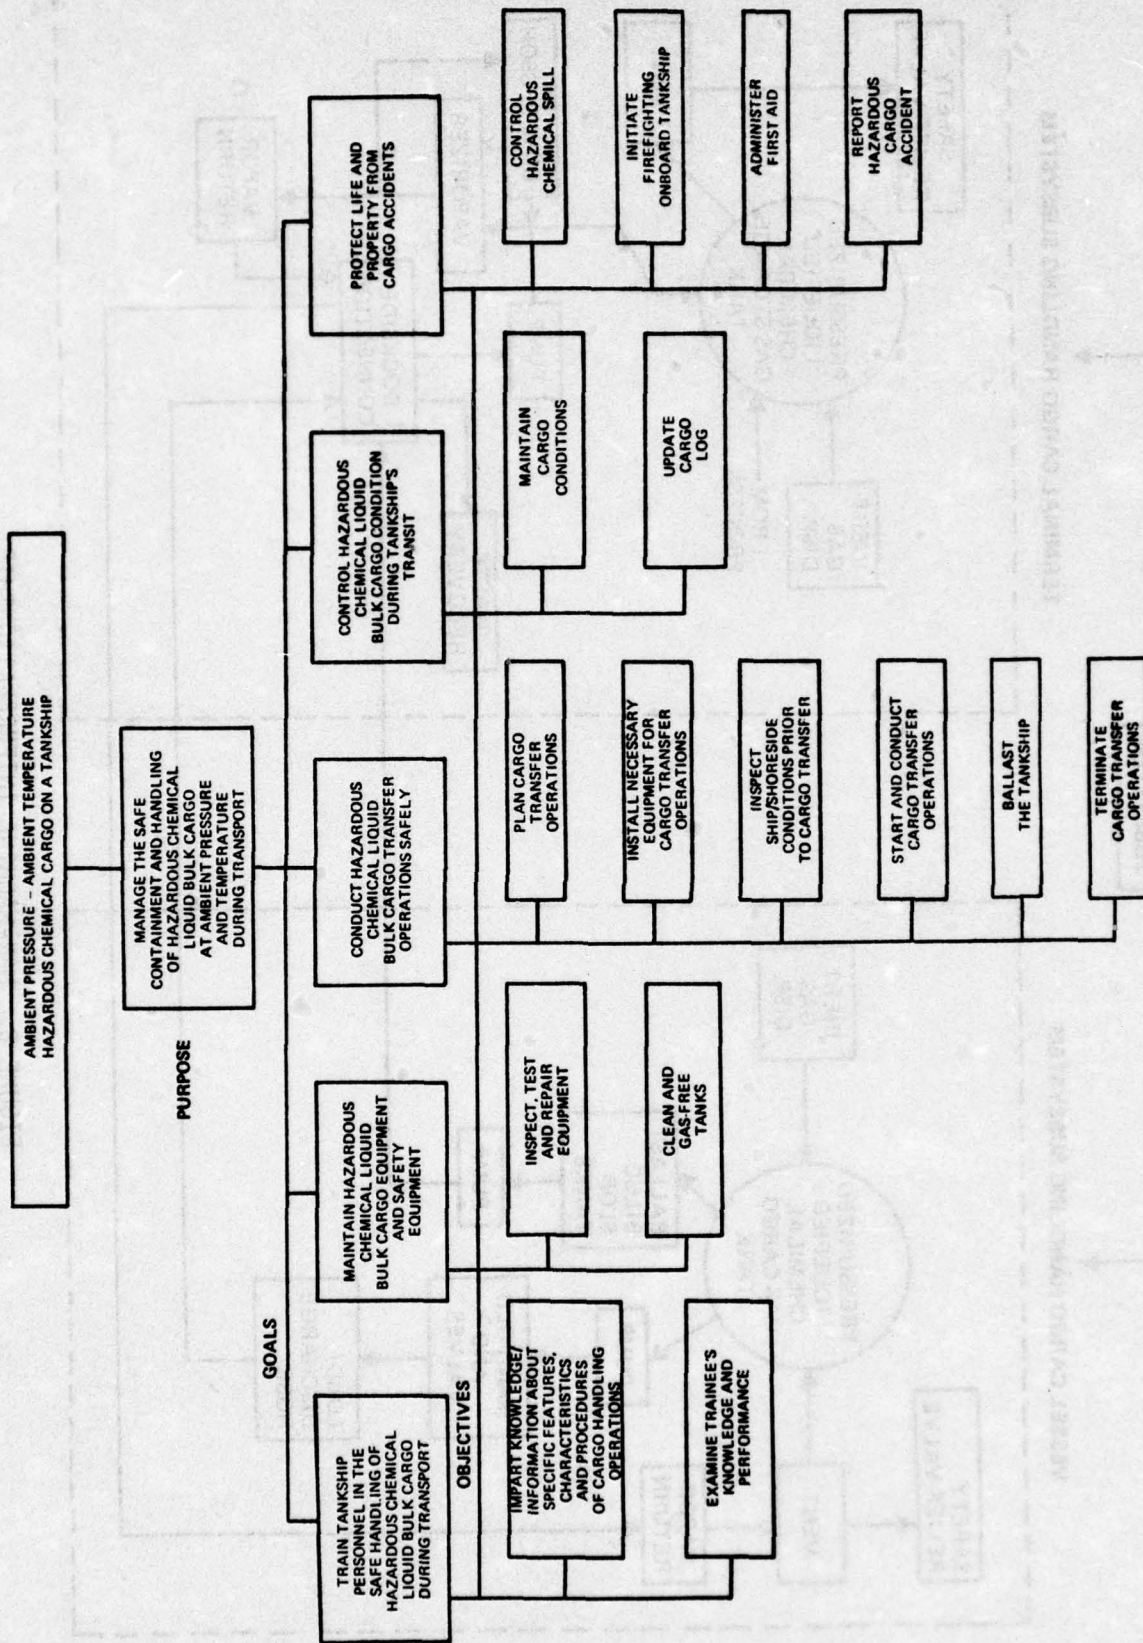 AMBIENT PRESSURE – AMBIENT TEMPERATURE
HAZARDOUS CHEMICAL CARGO ON A TANKSHIP
PURPOSE
MANAGE THE SAFE
CONTAINMENT AND HANDLING
OF HAZARDOUS CHEMICAL
LIQUID BULK CARGO
AT AMBIENT PRESSURE
AND TEMPERATURE
DURING TRANSPORT
GOALS
TRAIN TANKSHIP
PERSONNEL IN THE
SAFE HANDLING OF
HAZARDOUS CHEMICAL
LIQUID BULK CARGO
DURING TRANSPORT
MAINTAIN HAZARDOUS
CHEMICAL LIQUID
BULK CARGO EQUIPMENT
AND SAFETY
EQUIPMENT
CONDUCT HAZARDOUS
CHEMICAL LIQUID
BULK CARGO TRANSFER
OPERATIONS SAFELY
CONTROL HAZARDOUS
CHEMICAL LIQUID
BULK CARGO CONDITION
DURING TANKSHIP'S
TRANSIT
PROTECT LIFE AND
PROPERTY FROM
CARGO ACCIDENTS
OBJECTIVES
IMPART KNOWLEDGE/
INFORMATION ABOUT
SPECIFIC FEATURES,
CHARACTERISTICS
AND PROCEDURES
OF CARGO HANDLING
OPERATIONS
EXAMINE TRAINEE'S
KNOWLEDGE AND
PERFORMANCE
INSPECT, TEST
AND REPAIR
EQUIPMENT
CLEAN AND
GAS-FREE
TANKS
PLAN CARGO
TRANSFER
OPERATIONS
INSTALL NECESSARY
EQUIPMENT FOR
CARGO TRANSFER
OPERATIONS
INSPECT
SHIP/SHORESIDE
CONDITIONS PRIOR
TO CARGO TRANSFER
START AND CONDUCT
CARGO TRANSFER
OPERATIONS
BALLAST
THE TANKSHIP
TERMINATE
CARGO TRANSFER
OPERATIONS
MAINTAIN
CARGO
CONDITIONS
UPDATE
CARGO
LOG
CONTROL
HAZARDOUS
CHEMICAL SPILL
INITIATE
FIREFIGHTING
ONBOARD TANKSHIP
ADMINISTER
FIRST AID
REPORT
HAZARDOUS
CARGO
ACCIDENT